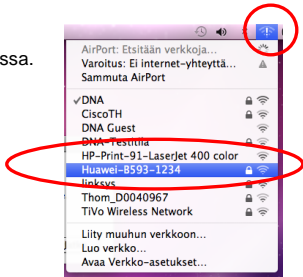 ssa.
AirPort: Etsitään verkkoja...
Varoitus: Ei internet-yhteyttä...
Sammuta AirPort
✓DNA
CiscoTH
DNA Guest
DNA-Testitila
HP-Print-91-LaserJet 400 color
Huawei-B593-1234
linksys
Thom_D0040967
TiVo Wireless Network
Liity muuhun verkkoon...
Luo verkko...
Avaa Verkko-asetukset...